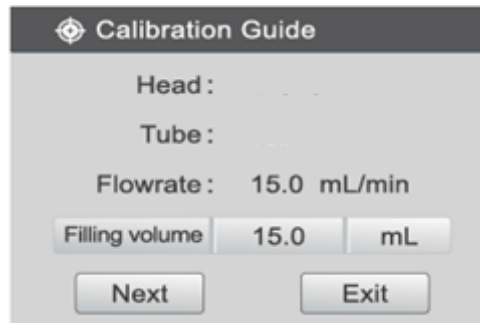 Calibration Guide
Head :
Tube :
Flowrate : 15.0 mL/min
Filling volume 15.0 mL
Next Exit